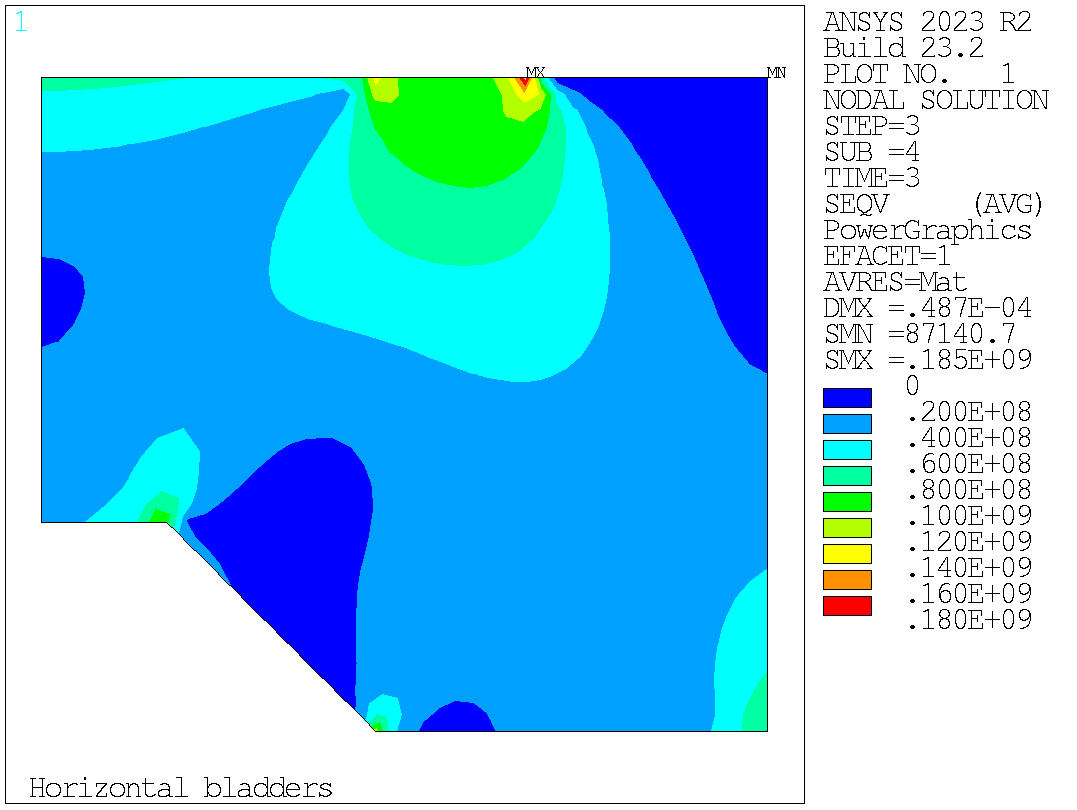 1
MX
MN
ANSYS 2023 R2
Build 23.2
PLOT NO.   1
NODAL SOLUTION
STEP=3
SUB =4
TIME=3
SEQV     (AVG)
PowerGraphics
EFACET=1
AVRES=Mat
DMX =.487E-04
SMN =87140.7
SMX =.185E+09
0
.200E+08
.400E+08
.600E+08
.800E+08
.100E+09
.120E+09
.140E+09
.160E+09
.180E+09
Horizontal bladders